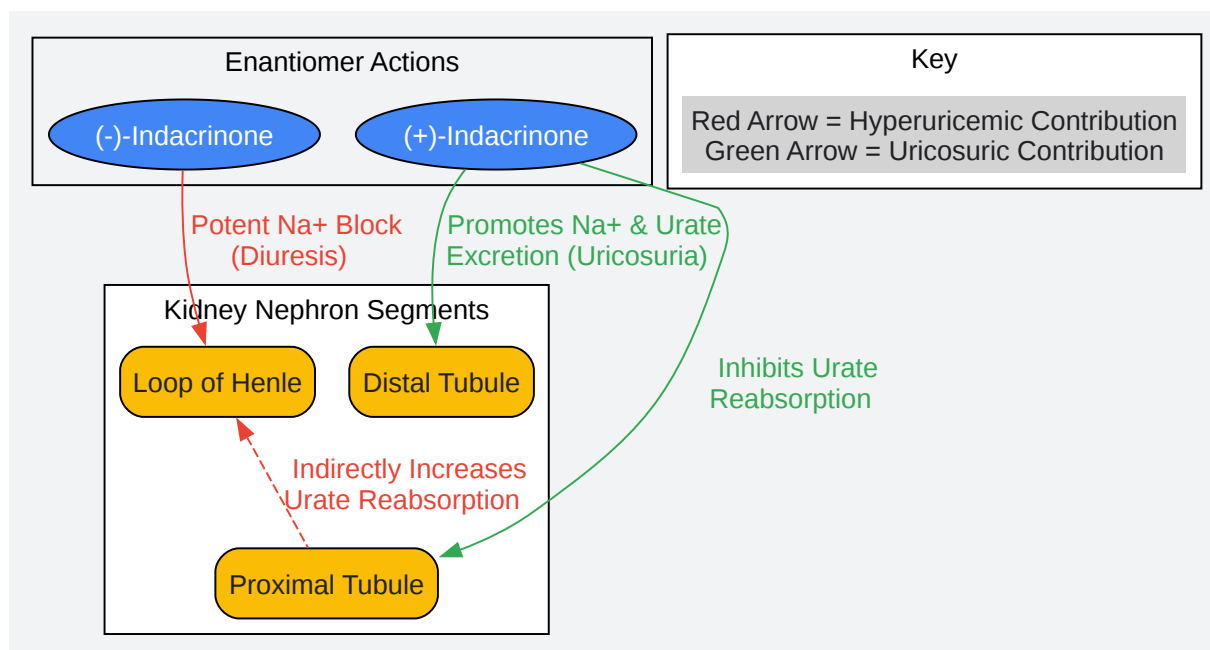 Enantiomer Actions
(-)-Indacrinone
(+)-Indacrinone
Key
Red Arrow = Hyperuricemic Contribution
Green Arrow = Uricosuric Contribution
Potent Na+ Block
(Diuresis)
Promotes Na+ & Urate
Excretion (Uricosuria)
Kidney Nephron Segments
Loop of Henle
Distal Tubule
Inhibits Urate
Reabsorption
Indirectly Increases
Urate Reabsorption
Proximal Tubule